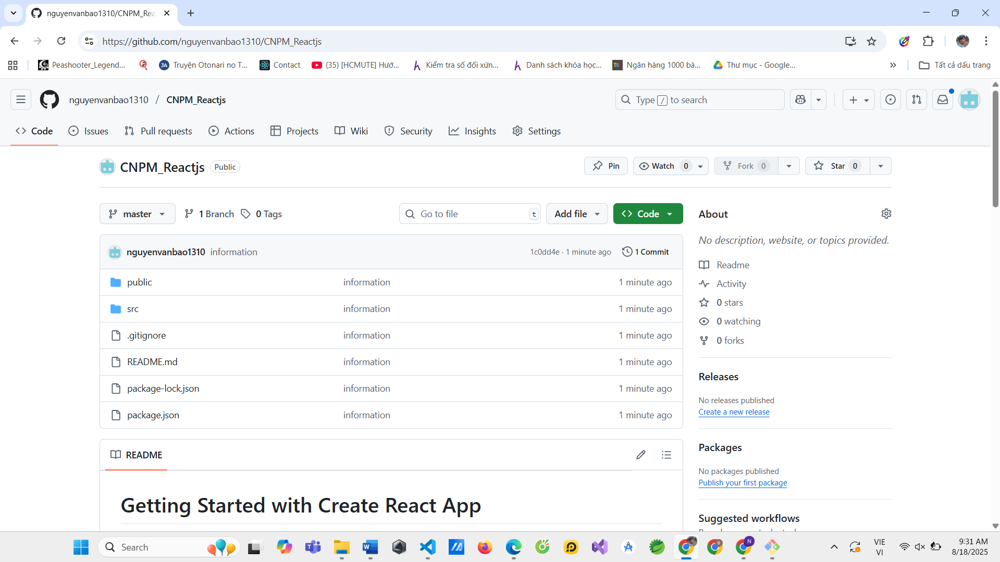 nguyenvanbao1310/CNPM_Rea
https://github.com/nguyenvanbao1310/CNPM_Reactjs
Peashooter_Legend...
3h Truyện Otonari no T...
Contact
(35) [HCMUTE] Hướ...
Kiểm tra số đối xứn...
Danh sách khóa học...
Ngân hàng 1000 bà...
Thư mục - Google...
Tất cả dấu trang
nguyenvanbao1310 / CNPM_Reactjs
Type / to search
Code
Issues
Pull requests
Actions
Projects
Wiki
Security
Insights
Settings
CNPM_Reactjs Public
Pin
Watch 0
Fork 0
Star 0
master
1 Branch
0 Tags
Go to file t
Add file
Code
nguyenvanbao1310 information 1c0dd4e · 1 minute ago 1 Commit
public information 1 minute ago
src information 1 minute ago
.gitignore information 1 minute ago
README.md information 1 minute ago
package-lock.json information 1 minute ago
package.json information 1 minute ago
README
Getting Started with Create React App
About
No description, website, or topics provided.
Readme
Activity
0 stars
0 watching
0 forks
Releases
No releases published
Create a new release
Packages
No packages published
Publish your first package
Suggested workflows
Search
VIE
VI
9:31 AM
8/18/2025